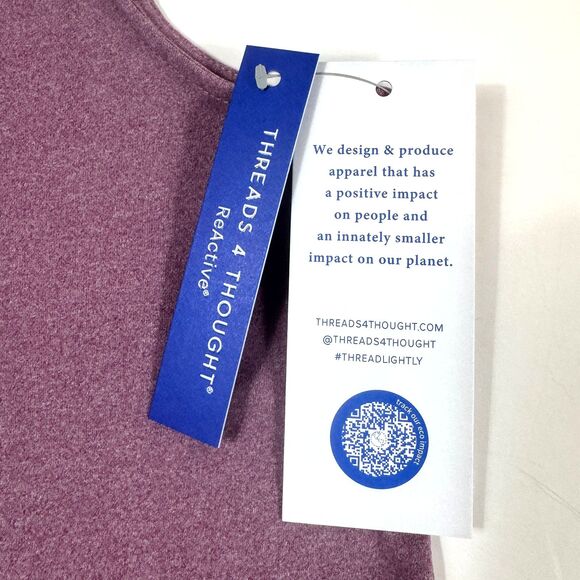 THREADS 4 THOUGHT®
ReActive®
We design & produce
apparel that has
a positive impact
on people and
an innately smaller
impact on our planet.
THREADS4THOUGHT.COM
@THREADS4THOUGHT
#THREADLIGHTLY
track our eco impact